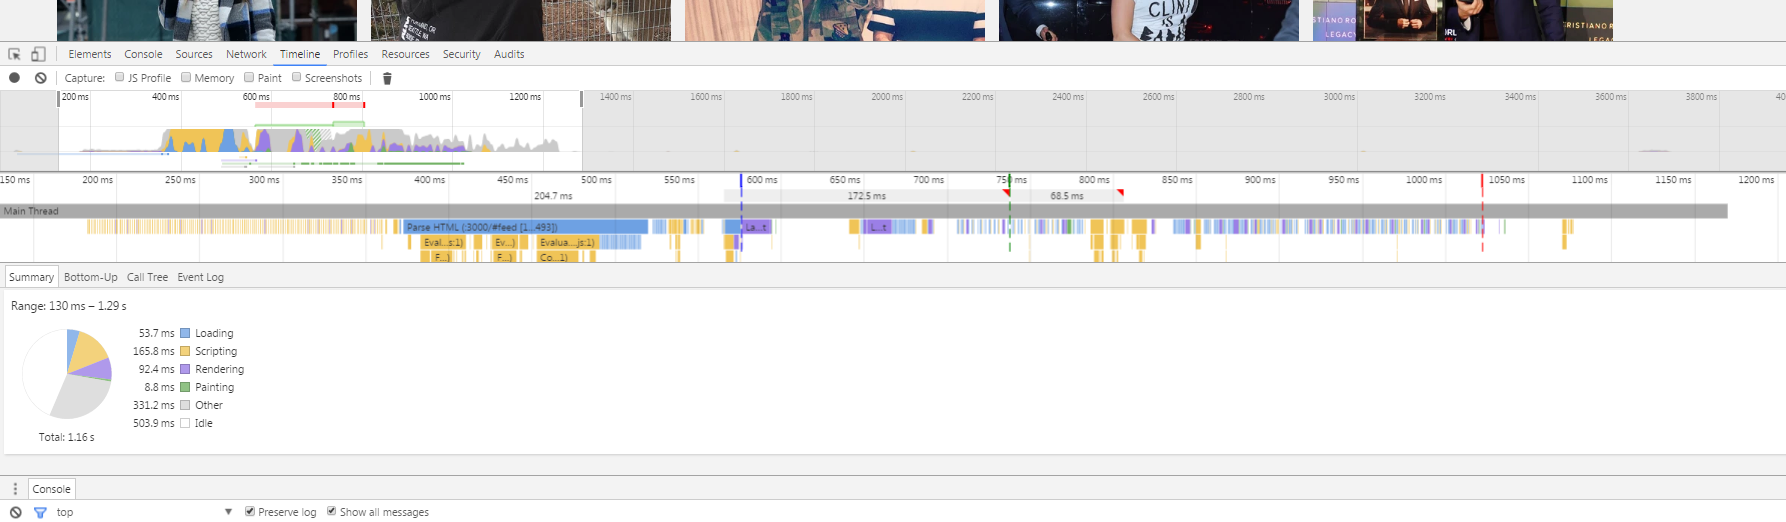 CLINI
IS A
CRISTIANO RO
LEGACY
CRISTIANO R
LEGAC
Elements Console Sources Network Timeline Profiles Resources Security Audits
Capture: JS Profile Memory Paint Screenshots
200 ms 400 ms 600 ms 800 ms 1000 ms 1200 ms 1400 ms 1600 ms 1800 ms 2000 ms 2200 ms 2400 ms 2600 ms 2800 ms 3000 ms 3200 ms 3400 ms 3600 ms 3800 ms 40
150 ms 200 ms 250 ms 300 ms 350 ms 400 ms 450 ms 500 ms 550 ms 600 ms 650 ms 700 ms 750 ms 800 ms 850 ms 900 ms 950 ms 1000 ms 1050 ms 1100 ms 1150 ms 1200 ms
204.7 ms 172.5 ms 68.5 ms
Main Thread
Parse HTML (:3000/#feed [1...493]) La...t L...t
Eval...s:1) Ev...) Evalua....js:1)
F...) F...) Co...1)
Summary Bottom-Up Call Tree Event Log
Range: 130 ms – 1.29 s
53.7 ms Loading
165.8 ms Scripting
92.4 ms Rendering
8.8 ms Painting
331.2 ms Other
503.9 ms Idle
Total: 1.16 s
Console
top Preserve log Show all messages